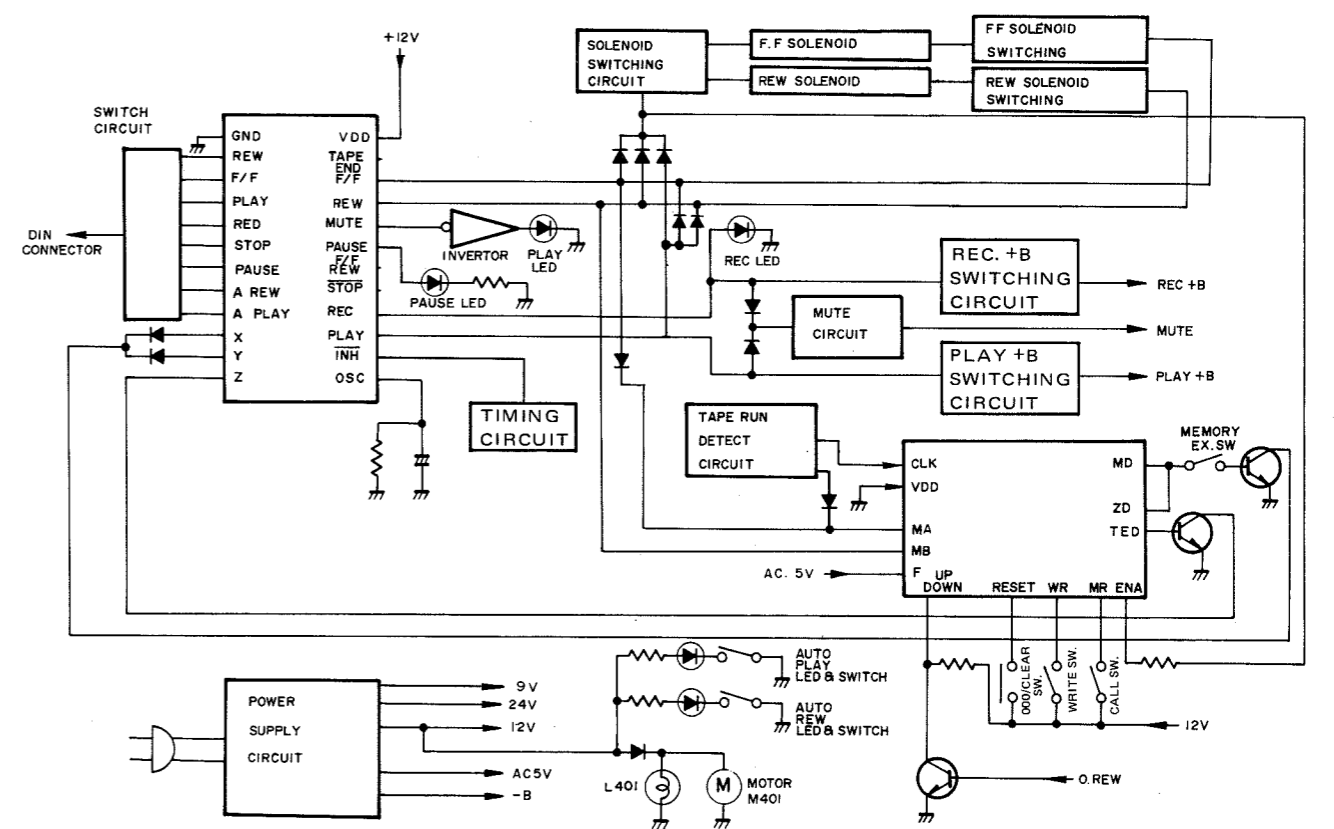 +12V
SOLENOID
SWITCHING
CIRCUIT
F.F SOLENOID
FF SOLENOID
SWITCHING
REW SOLENOID
REW SOLENOID
SWITCHING
SWITCH
CIRCUIT
DIN
CONNECTOR
GND
REW
F/F
PLAY
RED
STOP
PAUSE
A REW
A PLAY
X
Y
Z
VDD
TAPE
END
F/F
REW
MUTE
PAUSE
F/F
REW
STOP
REC
PLAY
INH
OSC
INVERTOR
PLAY
LED
PAUSE LED
REC LED
TIMING
CIRCUIT
REC. +B
SWITCHING
CIRCUIT
REC +B
MUTE
CIRCUIT
MUTE
PLAY +B
SWITCHING
CIRCUIT
PLAY +B
TAPE RUN
DETECT
CIRCUIT
CLK
VDD
MA
MB
F
UP
DOWN
RESET
WR
MR
ENA
MD
ZD
TED
MEMORY
EX.SW
AC. 5V
000/CLEAR
SW.
WRITE SW.
CALL SW.
12V
O.REW
POWER
SUPPLY
CIRCUIT
9V
24V
12V
AC5V
-B
AUTO
PLAY
LED & SWITCH
AUTO
REW
LED & SWITCH
L401
M
MOTOR
M401